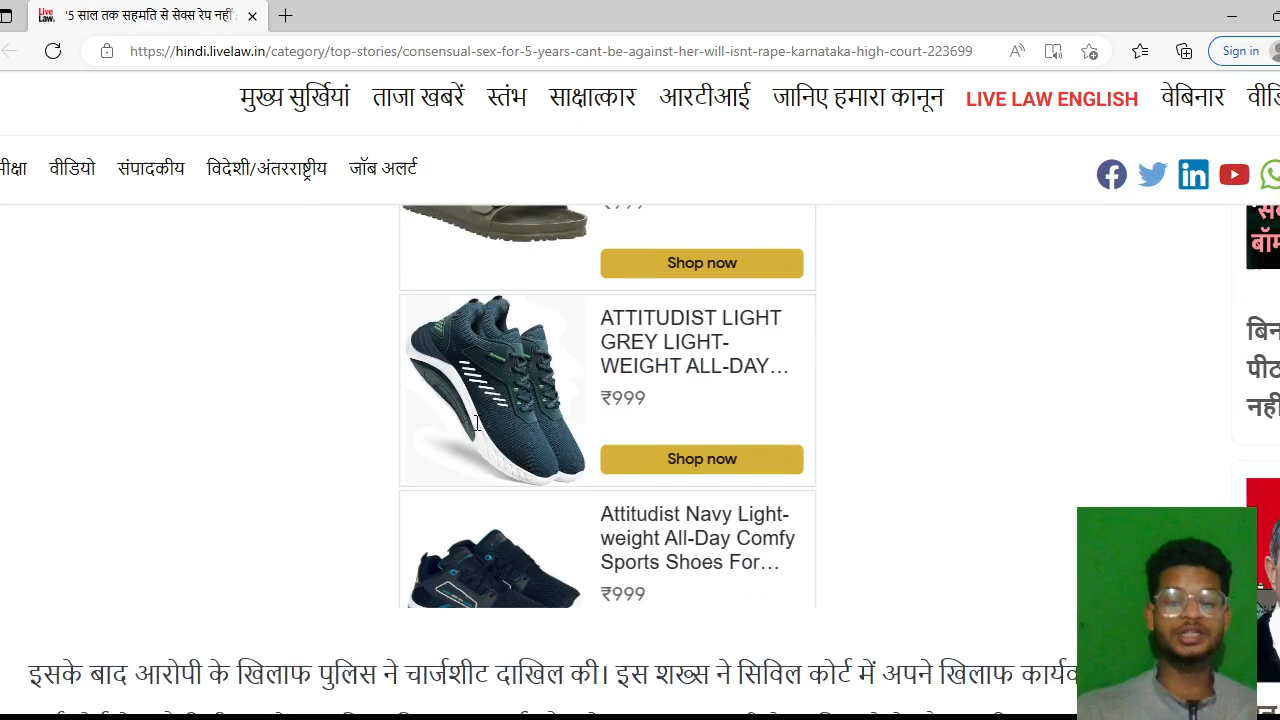 Live Law.
'5 साल तक सहमति से सेक्स रेप नहीं
https://hindi.livelaw.in/category/top-stories/consensual-sex-for-5-years-cant-be-against-her-will-isnt-rape-karnataka-high-court-223699
Sign in
मुख्य सुर्खियां ताजा खबरें स्तंभ साक्षात्कार आरटीआई जानिए हमारा कानून LIVE LAW ENGLISH वेबिनार
वीडियो संपादकीय विदेशी/अंतरराष्ट्रीय जॉब अलर्ट
Shop now
ATTITUDIST LIGHT
GREY LIGHT-
WEIGHT ALL-DAY...
₹999
Shop now
Attitudist Navy Light-
weight All-Day Comfy
Sports Shoes For...
₹999
इसके बाद आरोपी के खिलाफ पुलिस ने चार्जशीट दाखिल की। इस शख्स ने सिविल कोर्ट में अपने खिलाफ